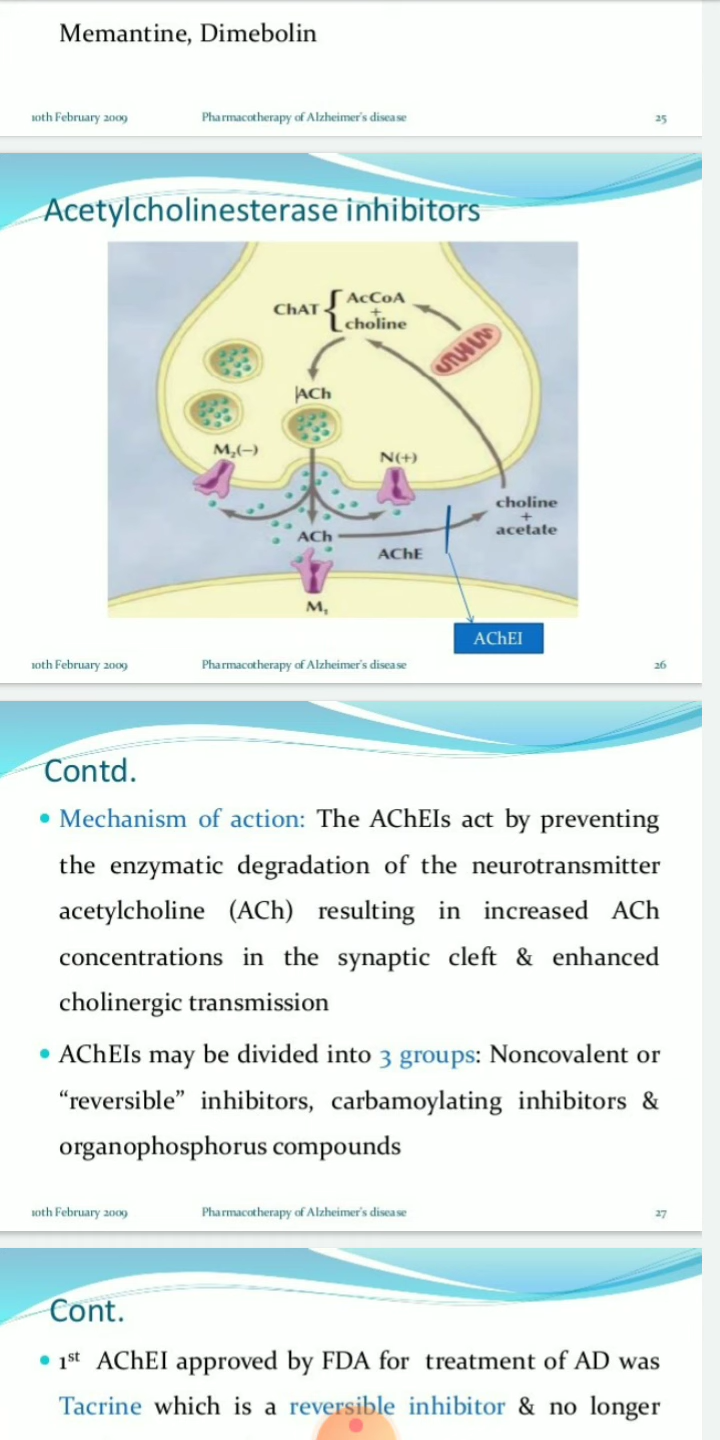 Memantine, Dimebolin
10th February 2009 Pharmacotherapy of Alzheimer's disease 25
Acetylcholinesterase inhibitors
ChAT { AcCoA
+
choline
ACh
M₂(−) N(+)
choline
+
acetate
ACh
AChE
M₁
AChEI
10th February 2009 Pharmacotherapy of Alzheimer's disease 26
Contd.
• Mechanism of action: The AChEIs act by preventing
the enzymatic degradation of the neurotransmitter
acetylcholine (ACh) resulting in increased ACh
concentrations in the synaptic cleft & enhanced
cholinergic transmission
• AChEIs may be divided into 3 groups: Noncovalent or
“reversible” inhibitors, carbamoylating inhibitors &
organophosphorus compounds
10th February 2009 Pharmacotherapy of Alzheimer's disease 27
Cont.
• 1st AChEI approved by FDA for treatment of AD was
Tacrine which is a reversible inhibitor & no longer